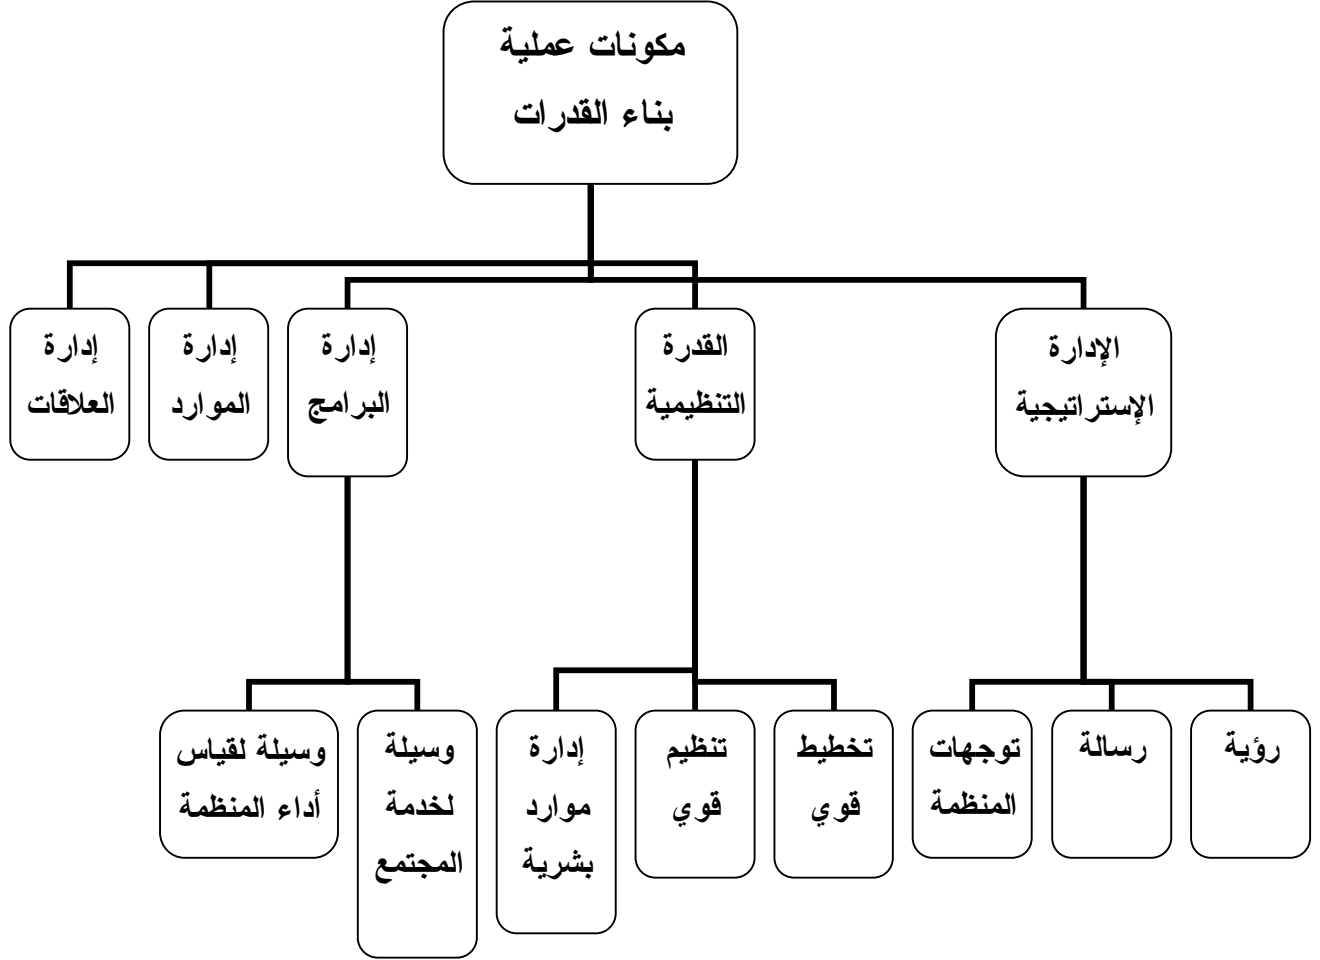 مكونات عملية
بناء القدرات
الإدارة
الإستراتيجية
القدرة
التنظيمية
إدارة
البرامج
إدارة
الموارد
إدارة
العلاقات
رؤية
رسالة
توجهات
المنظمة
تخطيط
قوي
تنظيم
قوي
إدارة
موارد
بشرية
وسيلة
لخدمة
المجتمع
وسيلة لقياس
أداء المنظمة